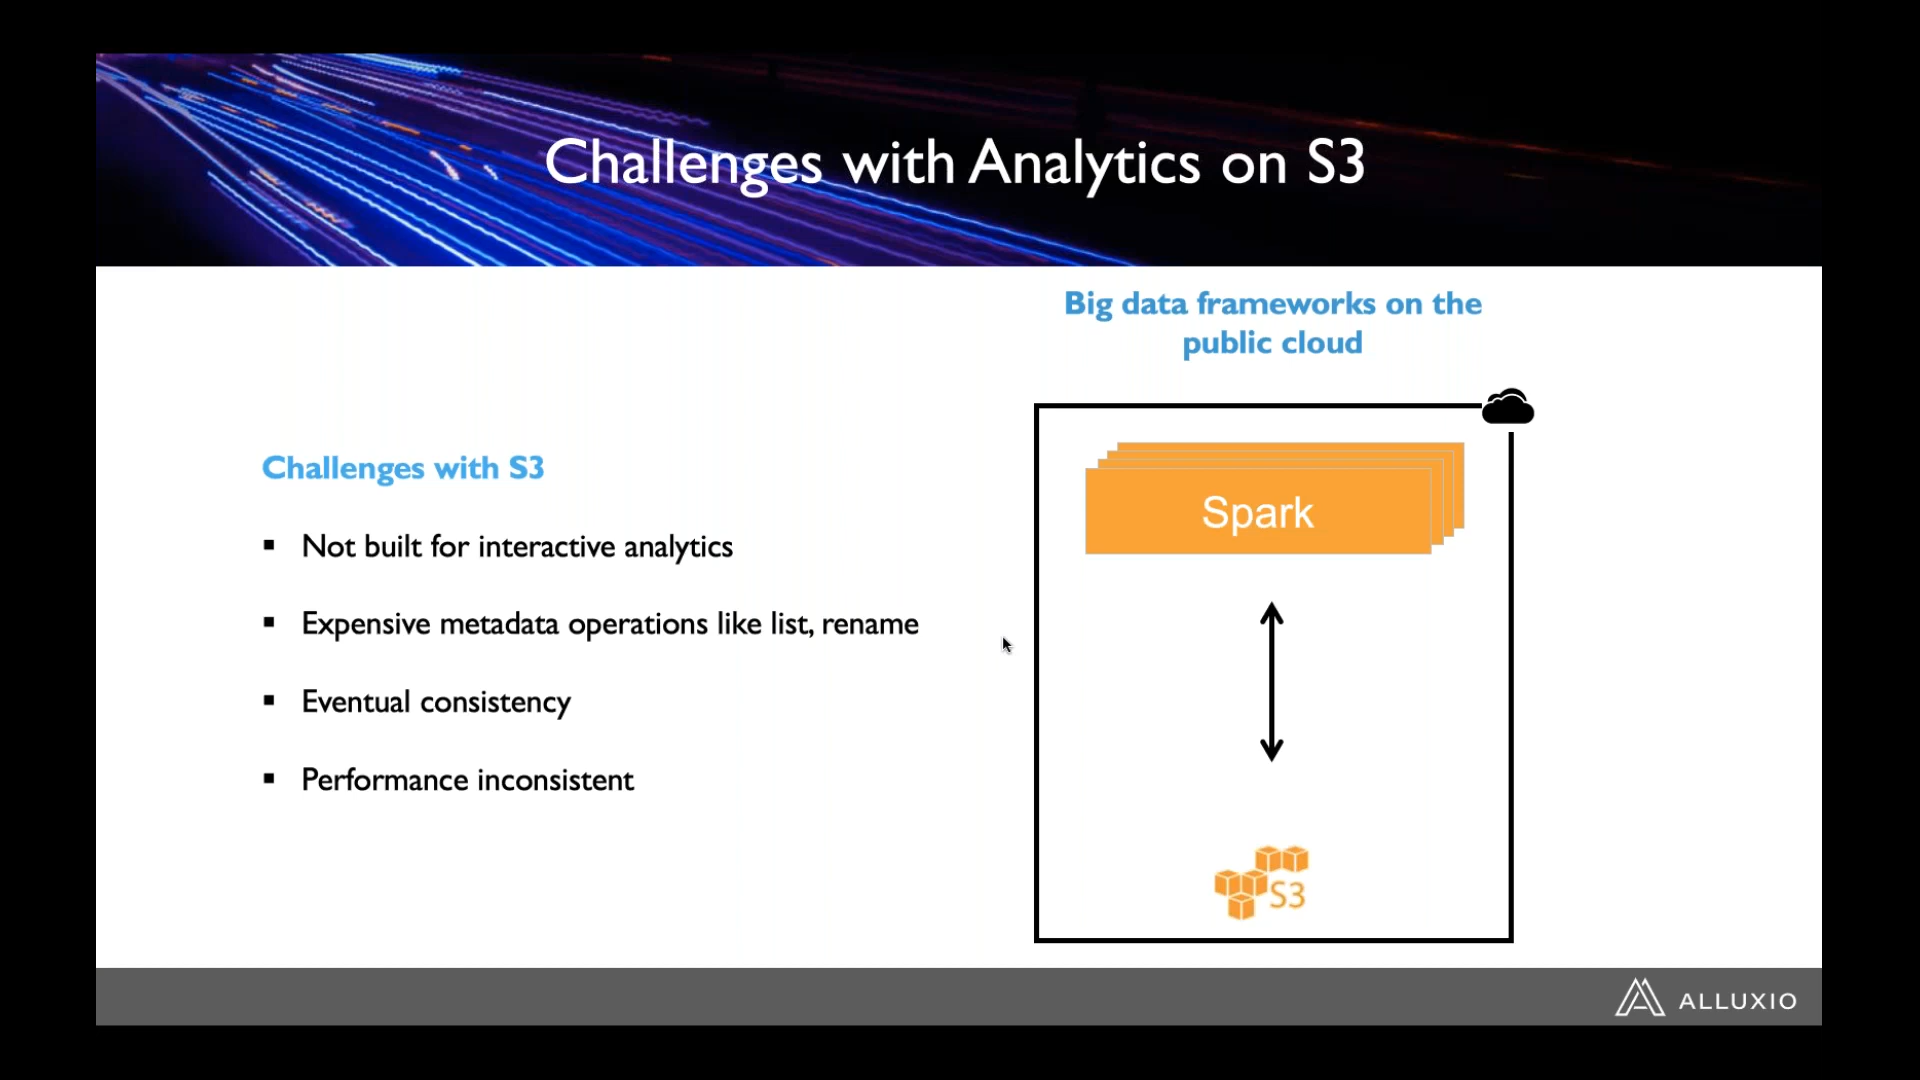 Challenges with Analytics on S3
Big data frameworks on the
public cloud
Challenges with S3
▪ Not built for interactive analytics
▪ Expensive metadata operations like list, rename
▪ Eventual consistency
▪ Performance inconsistent
Spark
S3
ALLUXIO